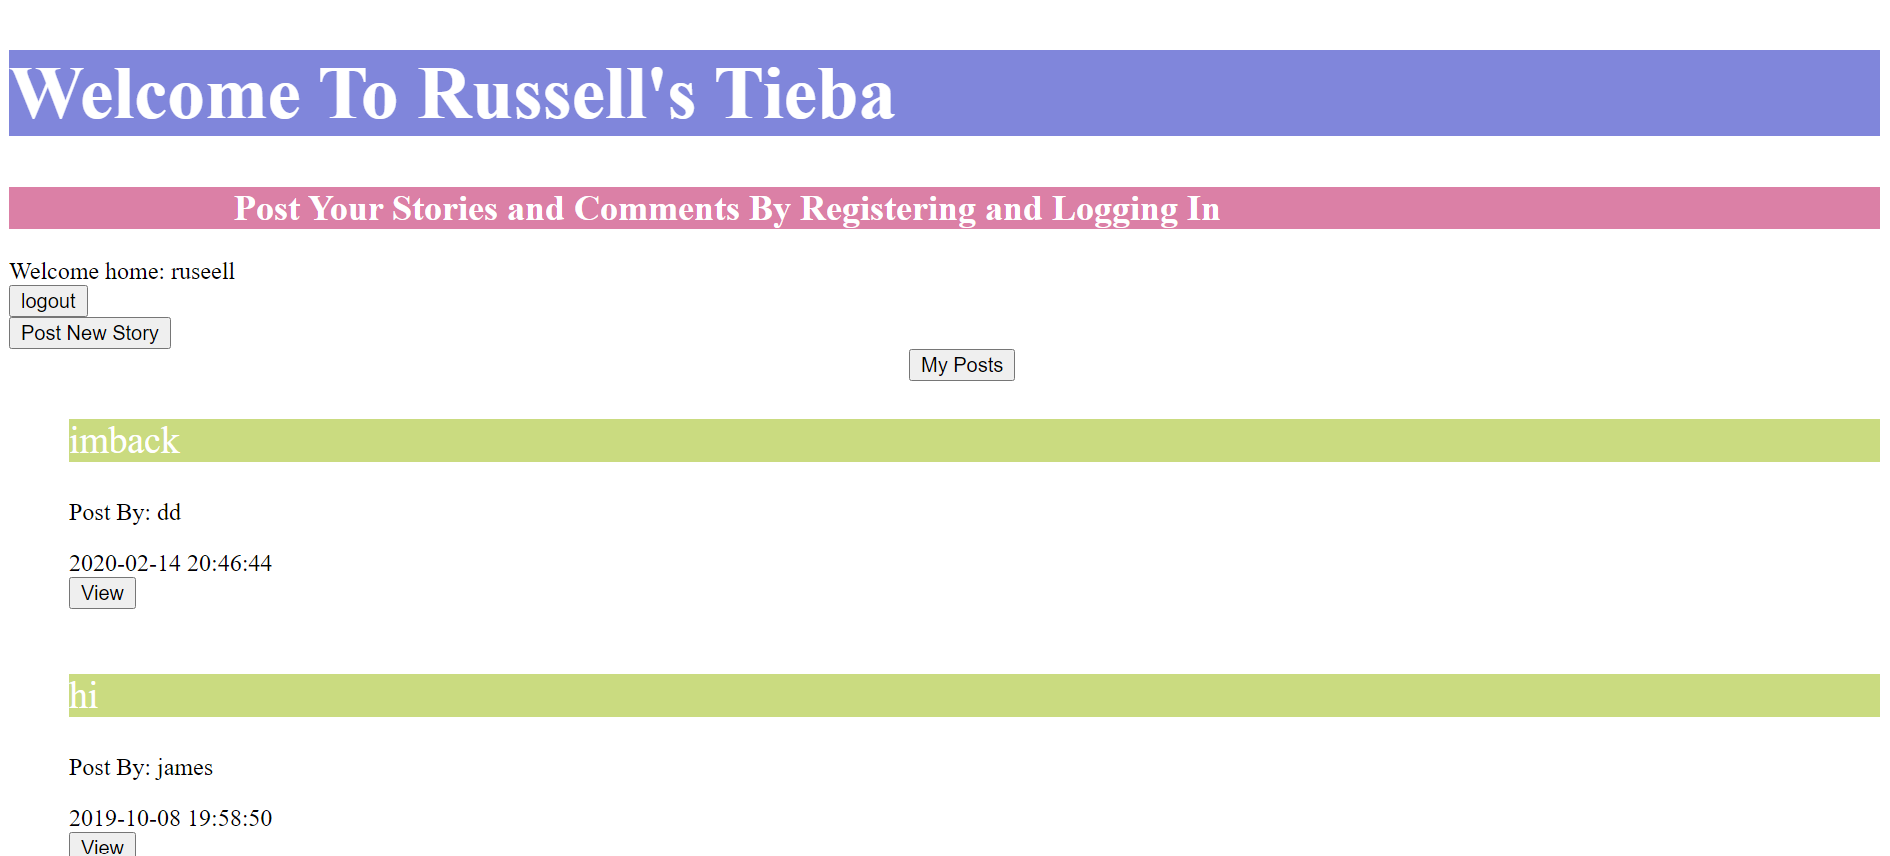 Welcome To Russell's Tieba
Post Your Stories and Comments By Registering and Logging In
Welcome home: ruseell
logout
Post New Story
My Posts
imback
Post By: dd
2020-02-14 20:46:44
View
hi
Post By: james
2019-10-08 19:58:50
View